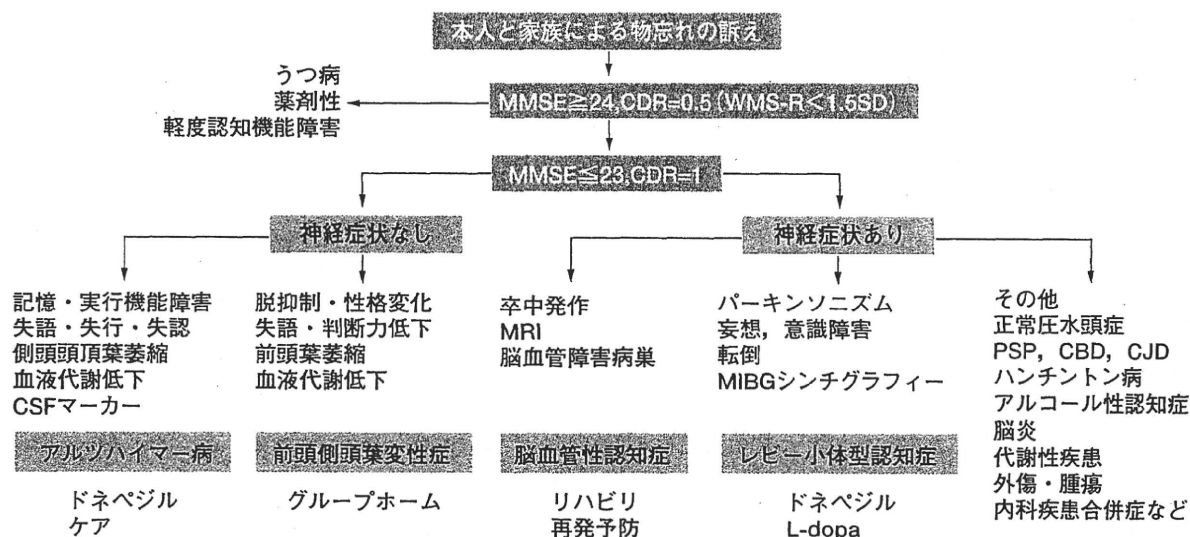 本人と家族による物忘れの訴え
うつ病
薬剤性
軽度認知機能障害
MMSE≧24,CDR=0.5(WMS-R<1.5SD)
MMSE≦23,CDR=1
神経症状なし
神経症状あり
記憶・実行機能障害
失語・失行・失認
側頭頭頂葉萎縮
血液代謝低下
CSFマーカー
アルツハイマー病
ドネペジル
ケア
脱抑制・性格変化
失語・判断力低下
前頭葉萎縮
血液代謝低下
前頭側頭葉変性症
グループホーム
卒中発作
MRI
脳血管障害病巣
脳血管性認知症
リハビリ
再発予防
パーキンソニズム
妄想，意識障害
転倒
MIBGシンチグラフィー
レビー小体型認知症
ドネペジル
L-dopa
その他
正常圧水頭症
PSP，CBD，CJD
ハンチントン病
アルコール性認知症
脳炎
代謝性疾患
外傷・腫瘍
内科疾患合併症など